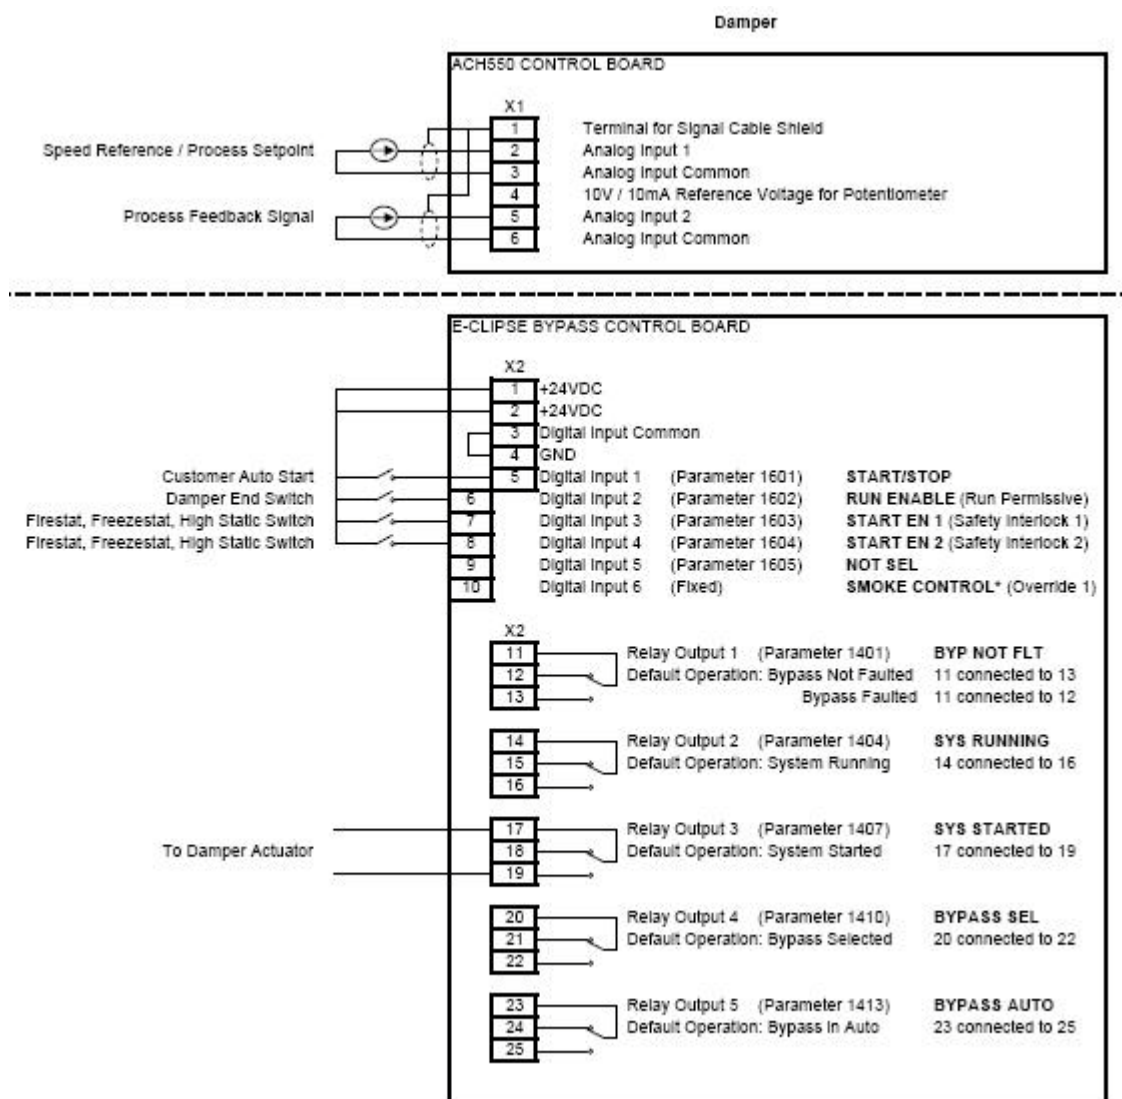 Damper
ACH550 CONTROL BOARD
X1
1 Terminal for Signal Cable Shield
Speed Reference / Process Setpoint 2 Analog Input 1
3 Analog Input Common
4 10V / 10mA Reference Voltage for Potentiometer
Process Feedback Signal 5 Analog Input 2
6 Analog Input Common
E-CLIPSE BYPASS CONTROL BOARD
X2
1 +24VDC
2 +24VDC
3 Digital Input Common
4 GND
Customer Auto Start 5 Digital Input 1 (Parameter 1601) START/STOP
Damper End Switch 6 Digital Input 2 (Parameter 1602) RUN ENABLE (Run Permissive)
Firestat, Freezestat, High Static Switch 7 Digital Input 3 (Parameter 1603) START EN 1 (Safety Interlock 1)
Firestat, Freezestat, High Static Switch 8 Digital Input 4 (Parameter 1604) START EN 2 (Safety Interlock 2)
9 Digital Input 5 (Parameter 1605) NOT SEL
10 Digital Input 6 (Fixed) SMOKE CONTROL* (Override 1)
X2
11 Relay Output 1 (Parameter 1401) BYP NOT FLT
12 Default Operation: Bypass Not Faulted 11 connected to 13
13 Bypass Faulted 11 connected to 12
14 Relay Output 2 (Parameter 1404) SYS RUNNING
15 Default Operation: System Running 14 connected to 16
16
17 Relay Output 3 (Parameter 1407) SYS STARTED
To Damper Actuator 18 Default Operation: System Started 17 connected to 19
19
20 Relay Output 4 (Parameter 1410) BYPASS SEL
21 Default Operation: Bypass Selected 20 connected to 22
22
23 Relay Output 5 (Parameter 1413) BYPASS AUTO
24 Default Operation: Bypass In Auto 23 connected to 25
25